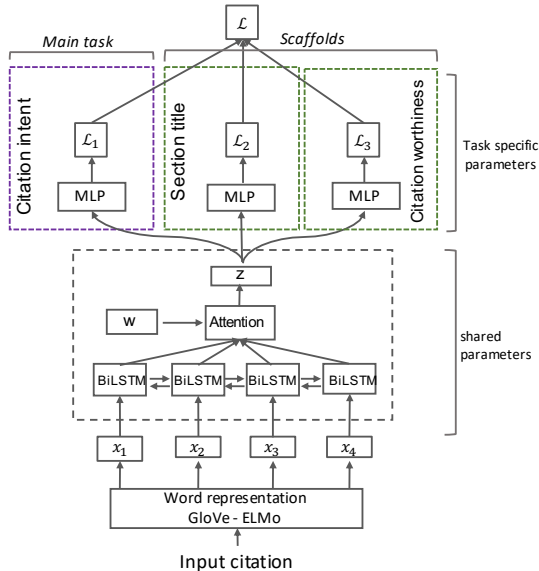 ℒ
Main task
Scaffolds
Citation intent
Section title
Citation worthiness
ℒ₁
ℒ₂
ℒ₃
MLP
MLP
MLP
Task specific
parameters
z
w
Attention
shared
parameters
BiLSTM
BiLSTM
BiLSTM
BiLSTM
x₁
x₂
x₃
x₄
Word representation
GloVe - ELMo
Input citation